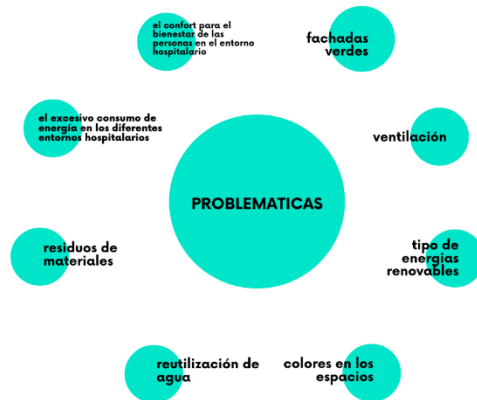 el confort para el
bienestar de las
personas en el entorno
hospitalario
fachadas
verdes
el excesivo consumo de
energía en los diferentes
entornos hospitalarios
ventilación
PROBLEMATICAS
residuos de
materiales
tipo de
energias
renovables
reutilización de
agua
colores en los
espacios